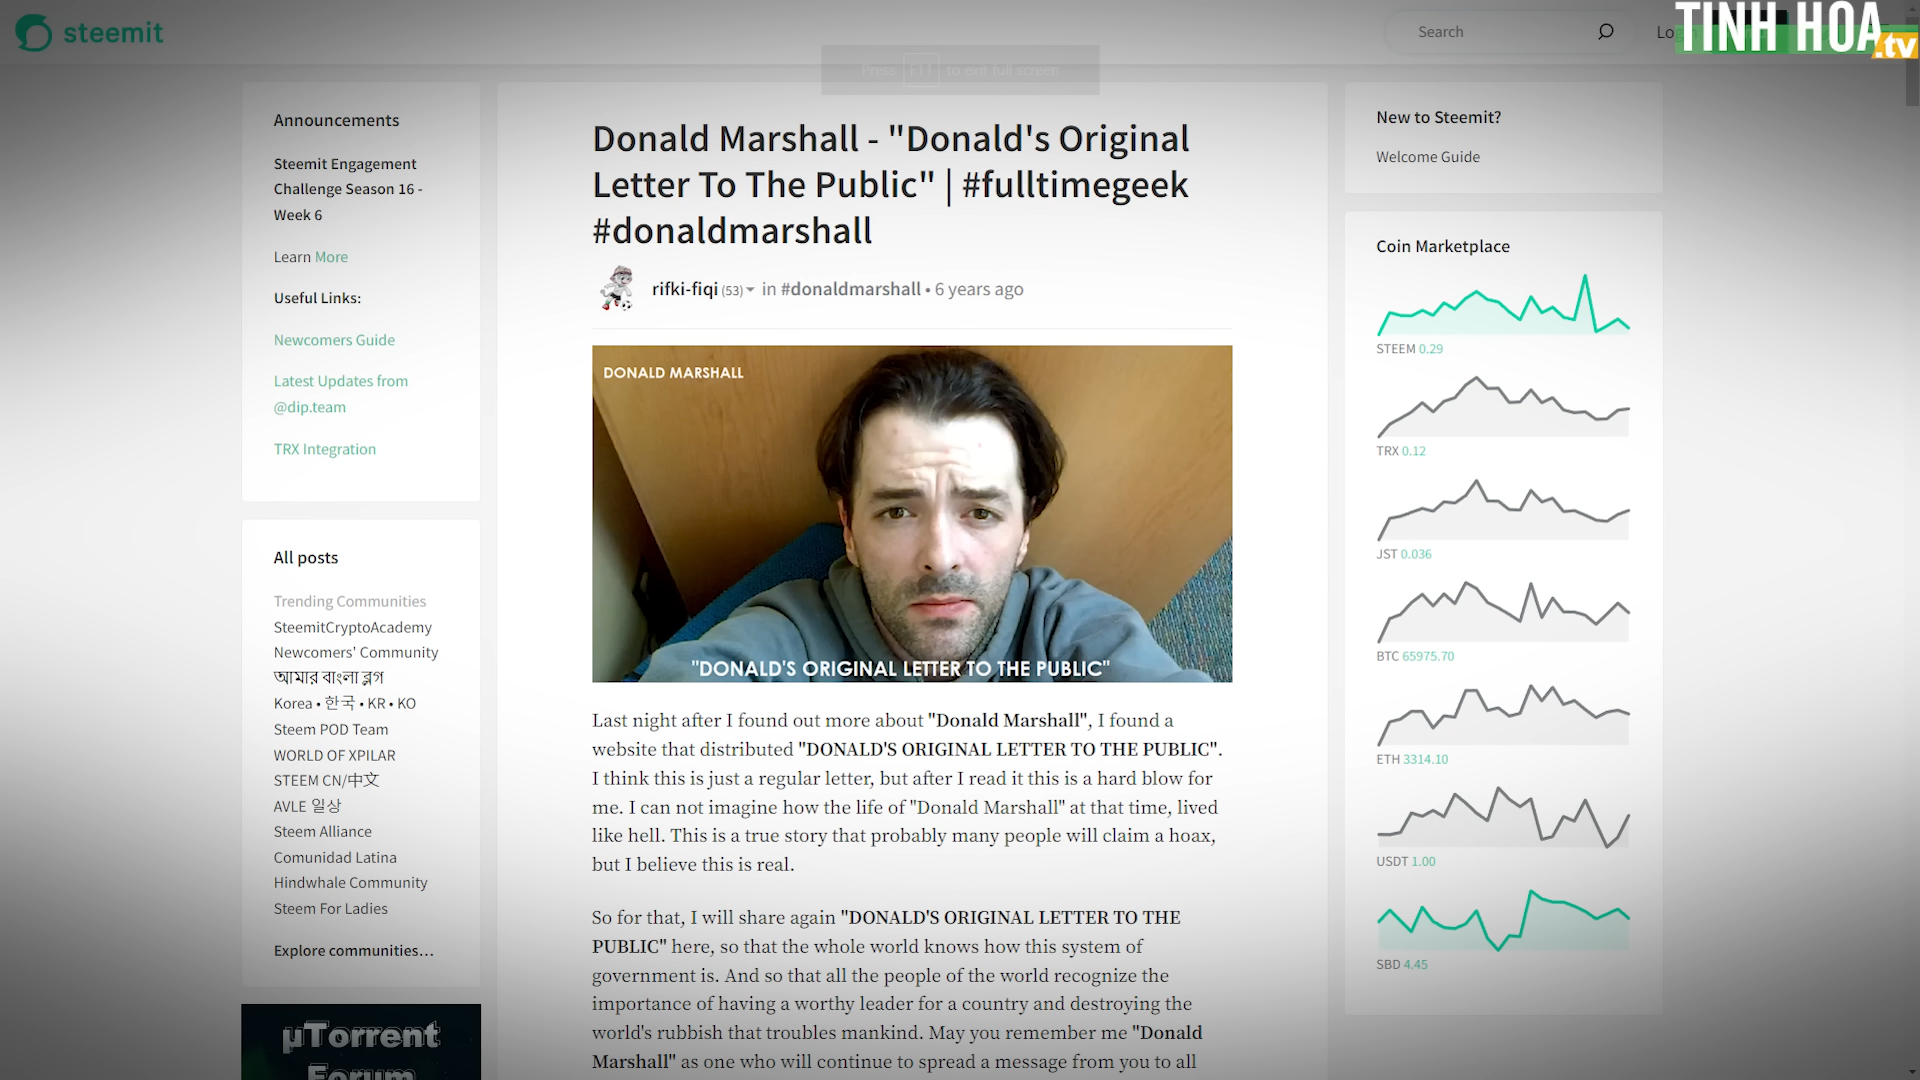 steemit
Search
TINH HOA
.tv
Press F11 to exit full screen
Announcements
Steemit Engagement
Challenge Season 16 -
Week 6
Learn More
Useful Links:
Newcomers Guide
Latest Updates from
@dip.team
TRX Integration
All posts
Trending Communities
SteemitCryptoAcademy
Newcomers' Community
আমার বাংলা ব্লগ
Korea • 한국 • KR • KO
Steem POD Team
WORLD OF XPILAR
STEEM CN/中文
AVLE 일상
Steem Alliance
Comunidad Latina
Hindwhale Community
Steem For Ladies
Explore communities...
µTorrent
Forum
Donald Marshall - "Donald's Original
Letter To The Public" | #fulltimegeek
#donaldmarshall
rifki-fiqi (53) in #donaldmarshall • 6 years ago
DONALD MARSHALL
"DONALD'S ORIGINAL LETTER TO THE PUBLIC"
Last night after I found out more about "Donald Marshall", I found a
website that distributed "DONALD'S ORIGINAL LETTER TO THE PUBLIC".
I think this is just a regular letter, but after I read it this is a hard blow for
me. I can not imagine how the life of "Donald Marshall" at that time, lived
like hell. This is a true story that probably many people will claim a hoax,
but I believe this is real.
So for that, I will share again "DONALD'S ORIGINAL LETTER TO THE
PUBLIC" here, so that the whole world knows how this system of
government is. And so that all the people of the world recognize the
importance of having a worthy leader for a country and destroying the
world's rubbish that troubles mankind. May you remember me "Donald
Marshall" as one who will continue to spread a message from you to all
New to Steemit?
Welcome Guide
Coin Marketplace
STEEM 0.29
TRX 0.12
JST 0.036
BTC 65975.70
ETH 3314.10
USDT 1.00
SBD 4.45